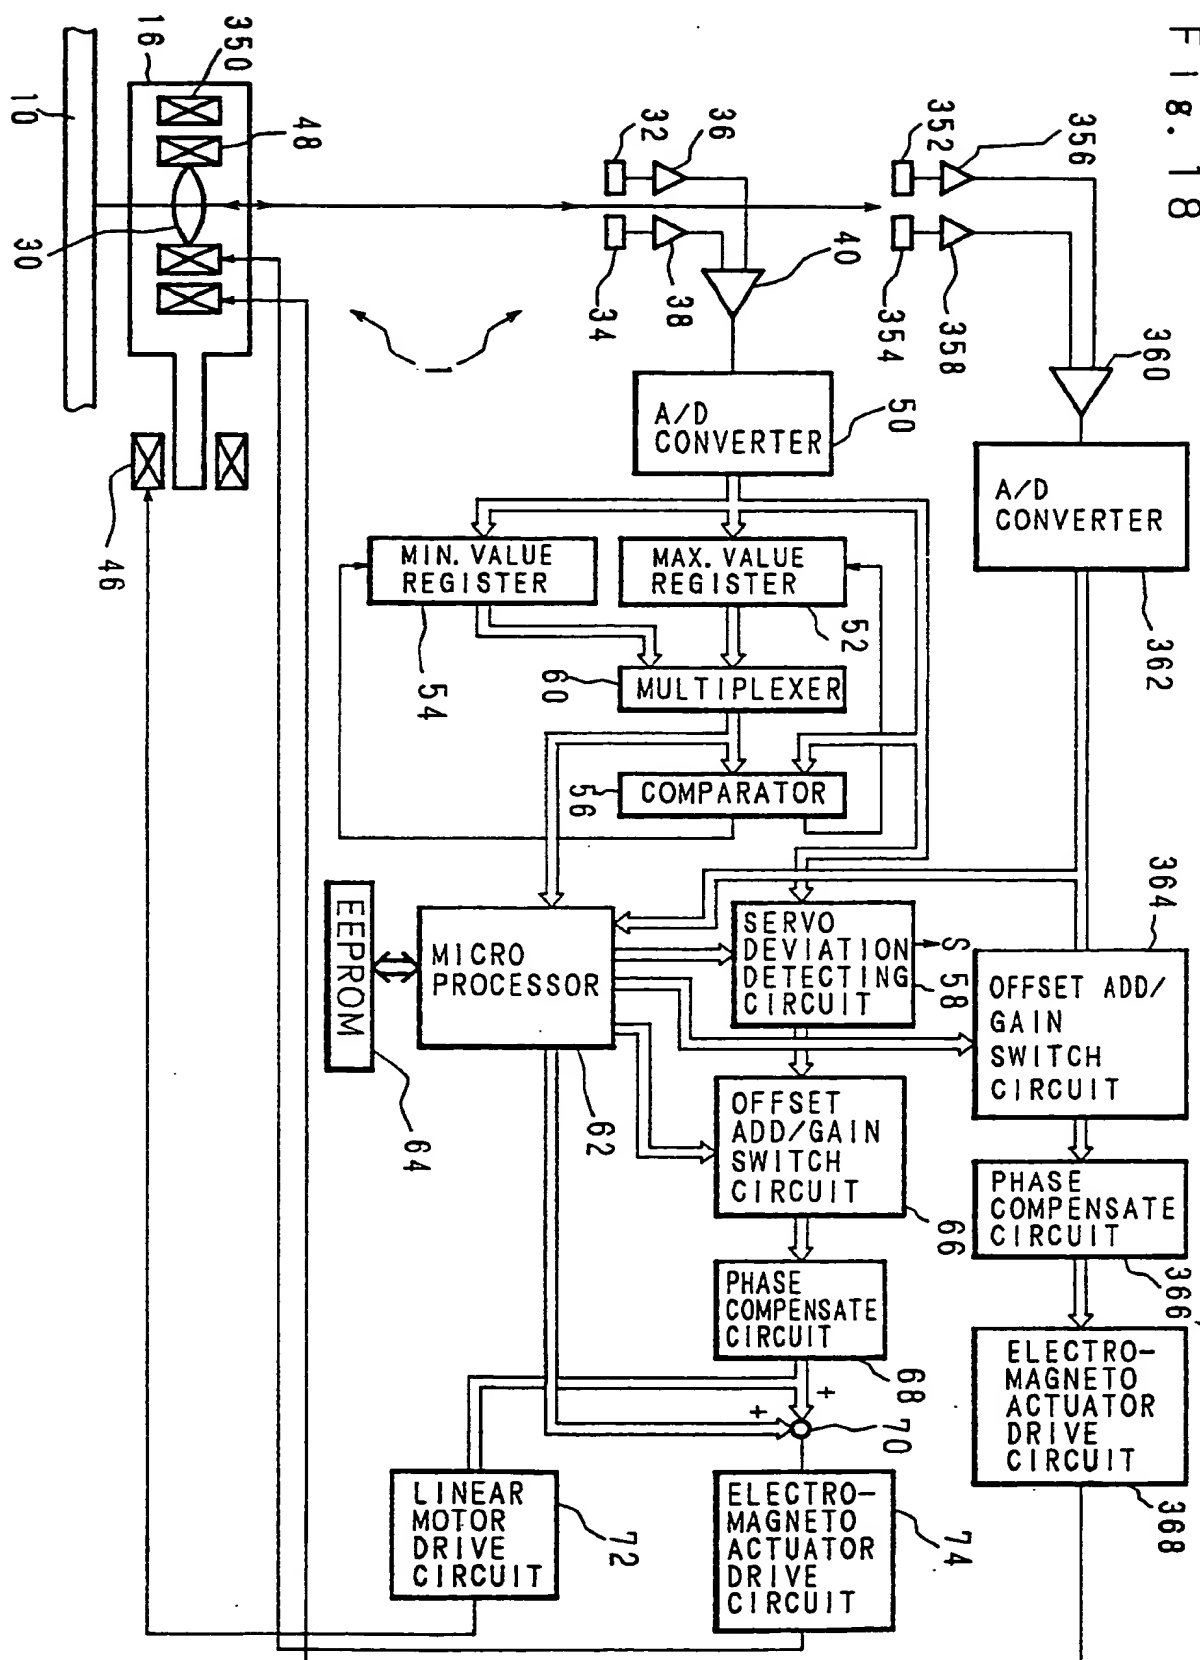 Fig. 18
350
16
10
48
30
46
32
36
34
38
40
1
352
356
354
358
360
A/D
CONVERTER
50
A/D
CONVERTER
362
MIN. VALUE
REGISTER
54
MAX. VALUE
REGISTER
52
MULTIPLEXER
60
COMPARATOR
56
364
OFFSET ADD/
GAIN
SWITCH
CIRCUIT
SERVO
DEVIATION
DETECTING
CIRCUIT
S
58
MICRO
PROCESSOR
62
EEPROM
64
OFFSET
ADD/GAIN
SWITCH
CIRCUIT
66
PHASE
COMPENSATE
CIRCUIT
366
PHASE
COMPENSATE
CIRCUIT
68
+
+
70
ELECTRO-
MAGNETO
ACTUATOR
DRIVE
CIRCUIT
368
LINEAR
MOTOR
DRIVE
CIRCUIT
72
ELECTRO-
MAGNETO
ACTUATOR
DRIVE
CIRCUIT
74